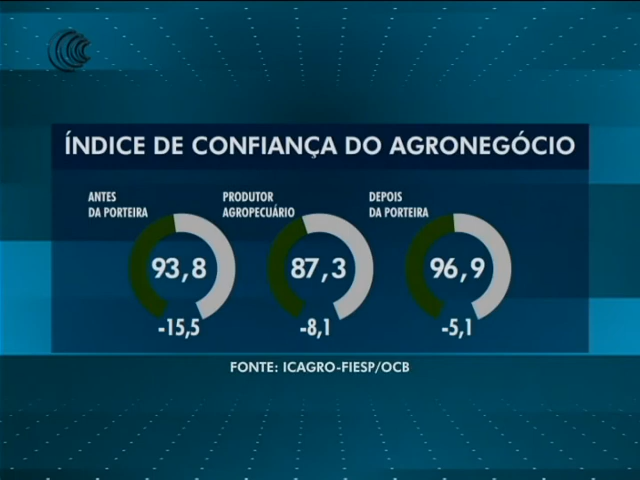 ÍNDICE DE CONFIANÇA DO AGRONEGÓCIO
ANTES
DA PORTEIRA
93,8
-15,5
PRODUTOR
AGROPECUÁRIO
87,3
-8,1
DEPOIS
DA PORTEIRA
96,9
-5,1
FONTE: ICAGRO-FIESP/OCB